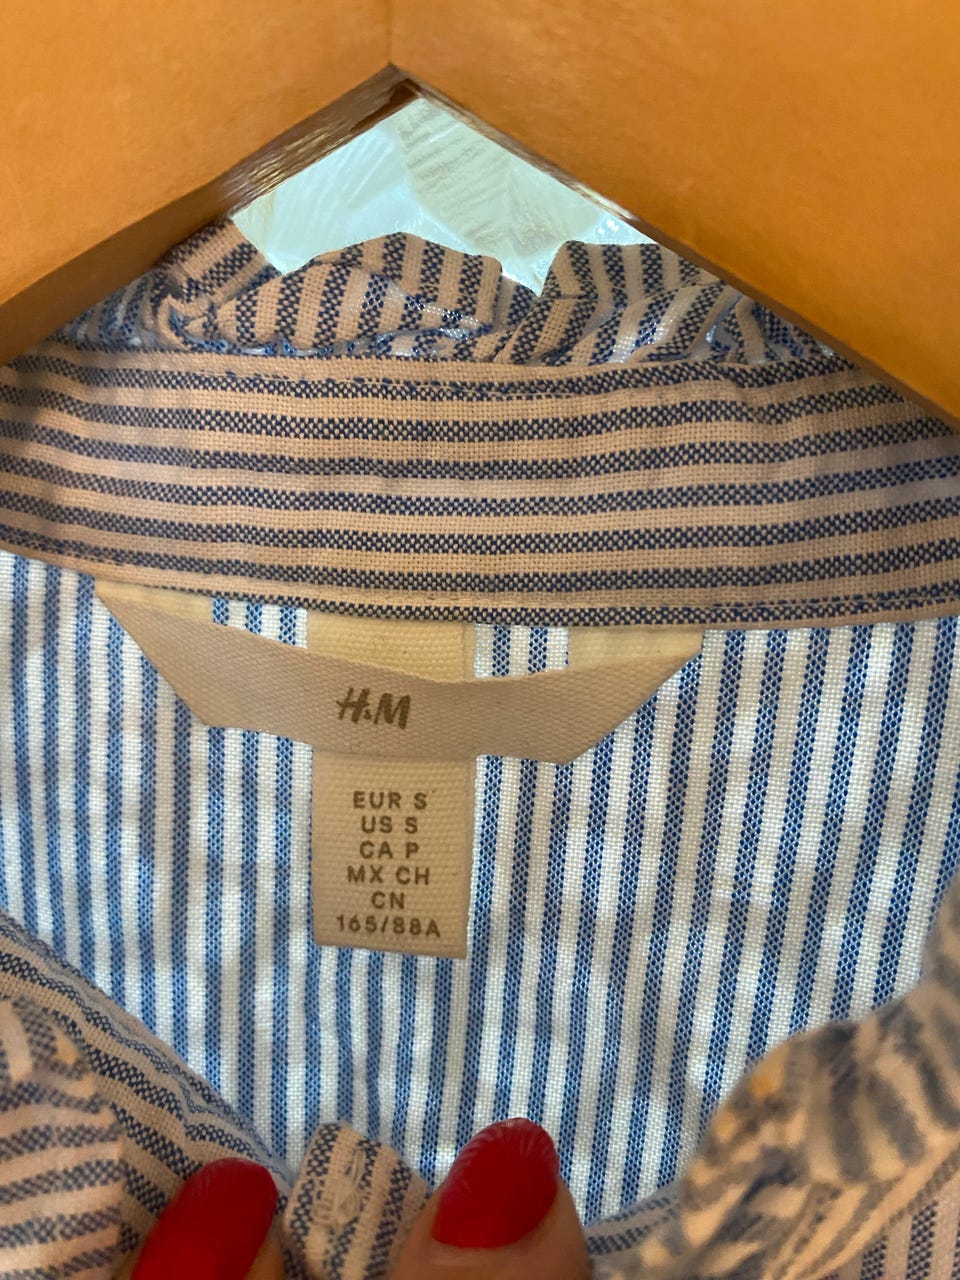 H&M
EUR S
US S
CA P
MX CH
CN
165/88A